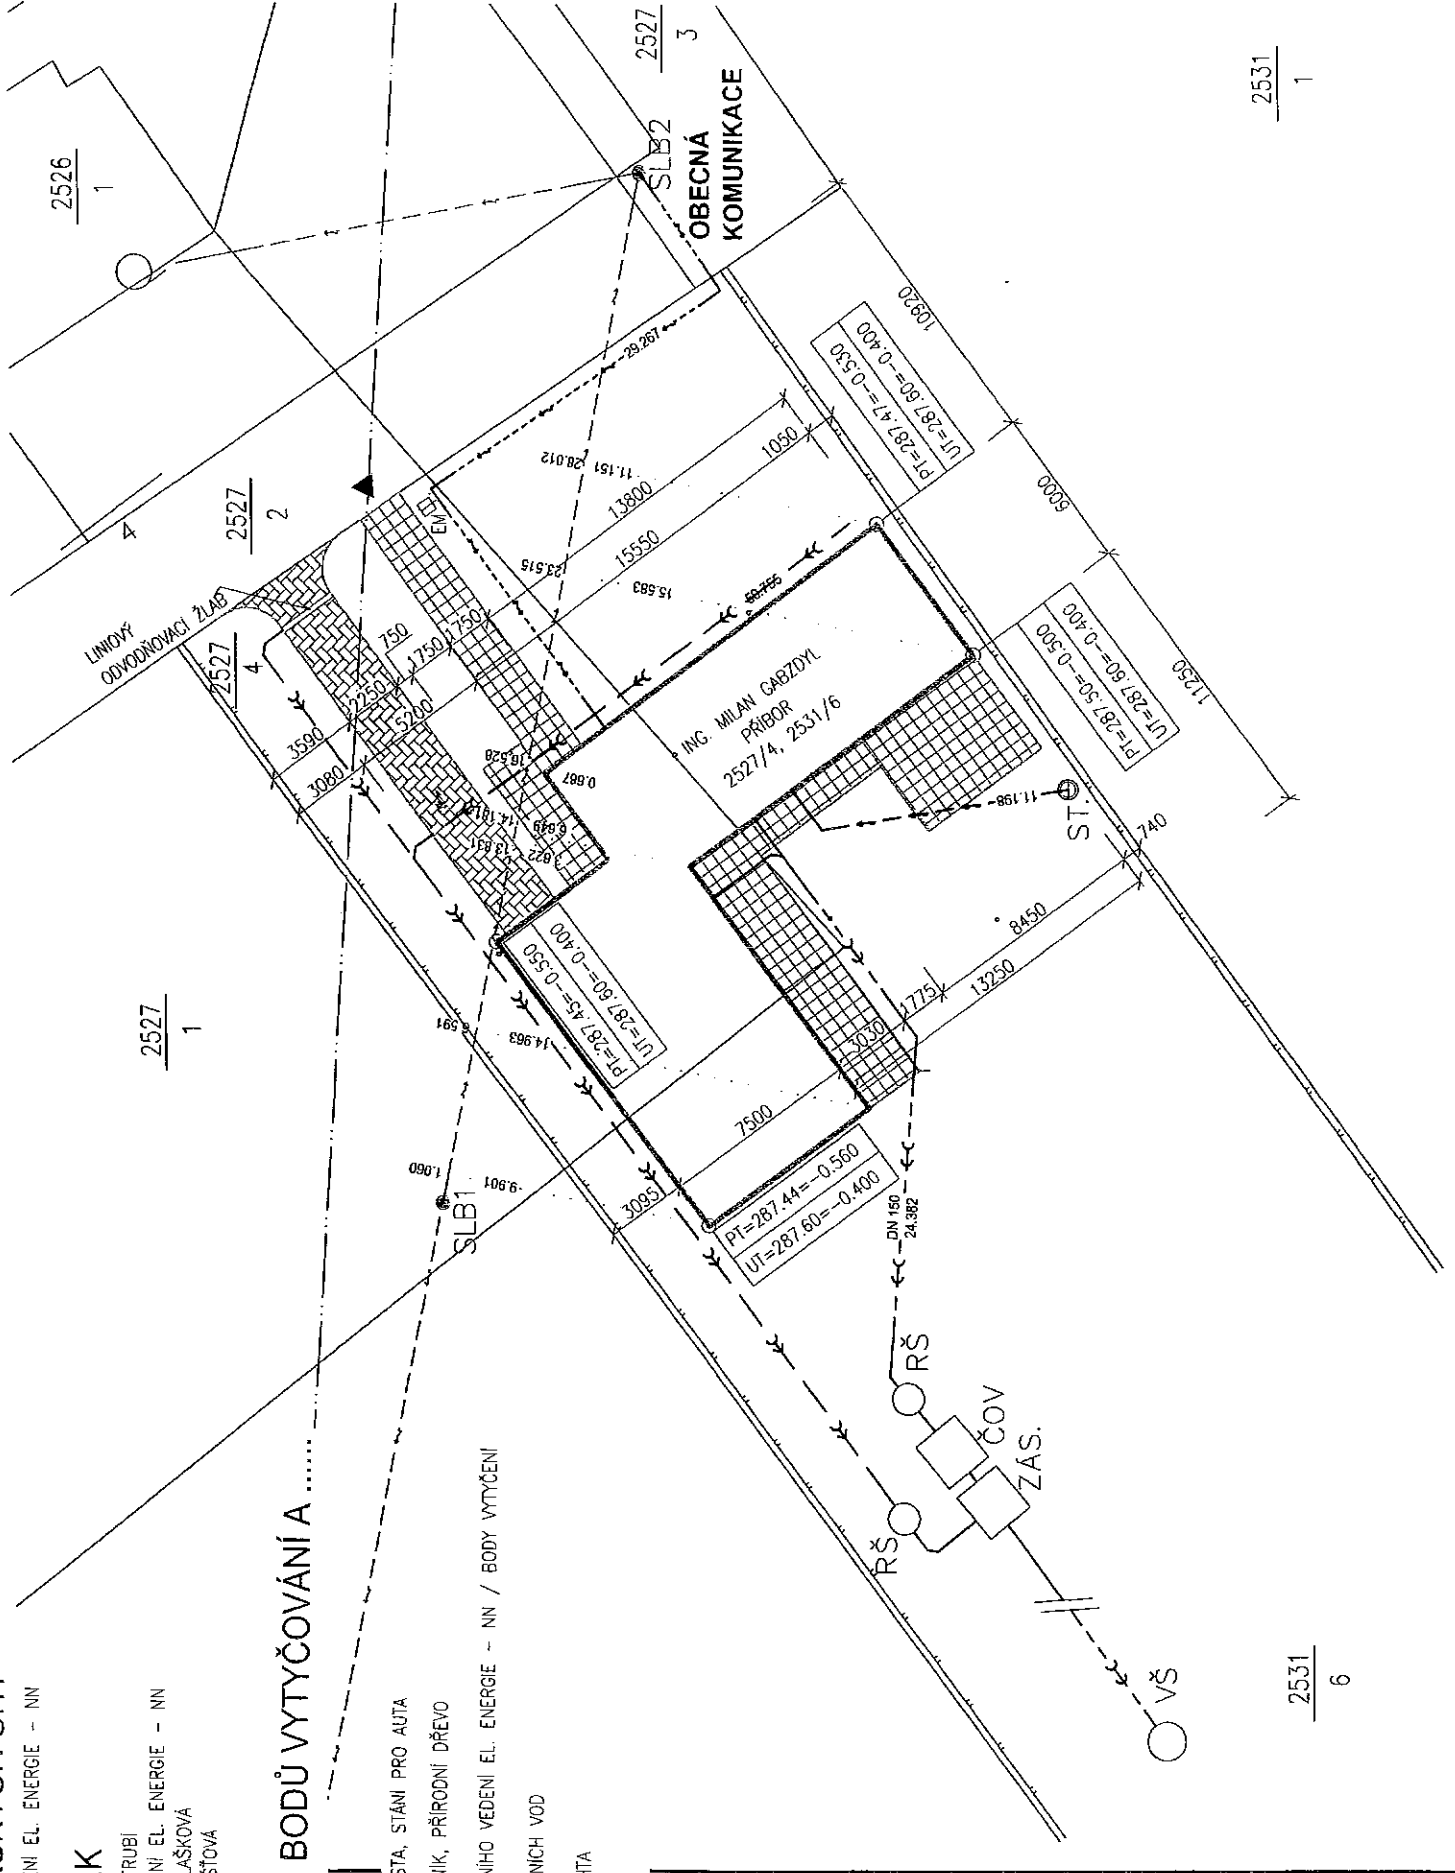 NÍ EL. ENERGIE - NN
K
TRUBÍ
NÍ EL. ENERGIE - NN
AŠKOVÁ
ŠŤOVÁ
BODŮ VYTYČOVÁNÍ A ......
STA, STÁNÍ PRO AUTA
ÍK, PŘÍRODNÍ DŘEVO
NÍHO VEDENÍ EL. ENERGIE - NN / BODY VYTYČENÍ
NÍCH VOD
HTA
2526
1
2527
3
OBECNÁ
KOMUNIKACE
SLB2
2531
1
2527
2
4
LINIOVÝ
ODVODŇOVACÍ ŽLAB
2527
4
2527
1
EM
29.267
11.151
28.012
13800
15550
1050
23.515
15.583
50.756
750
1750
1750
2250
5200
3590
3080
16.528
0.667
6.649
14.181
13.831
ING. MILAN GABZDYL
PŘÍBOR
2527/4, 2531/6
PT=287.47=-0.530
UT=287.60=-0.400
10920
6000
11250
PT=287.50=-0.500
UT=287.60=-0.400
PT=287.45=-0.550
UT=287.60=-0.400
PT=287.44=-0.560
UT=287.60=-0.400
11.198
ST.
740
8450
13250
1775
3030
7500
3095
6.591
14.963
1.060
9.901
SLB1
DN 150
24.382
RŠ
ČOV
ZÁS.
RŠ
VŠ
2531
6